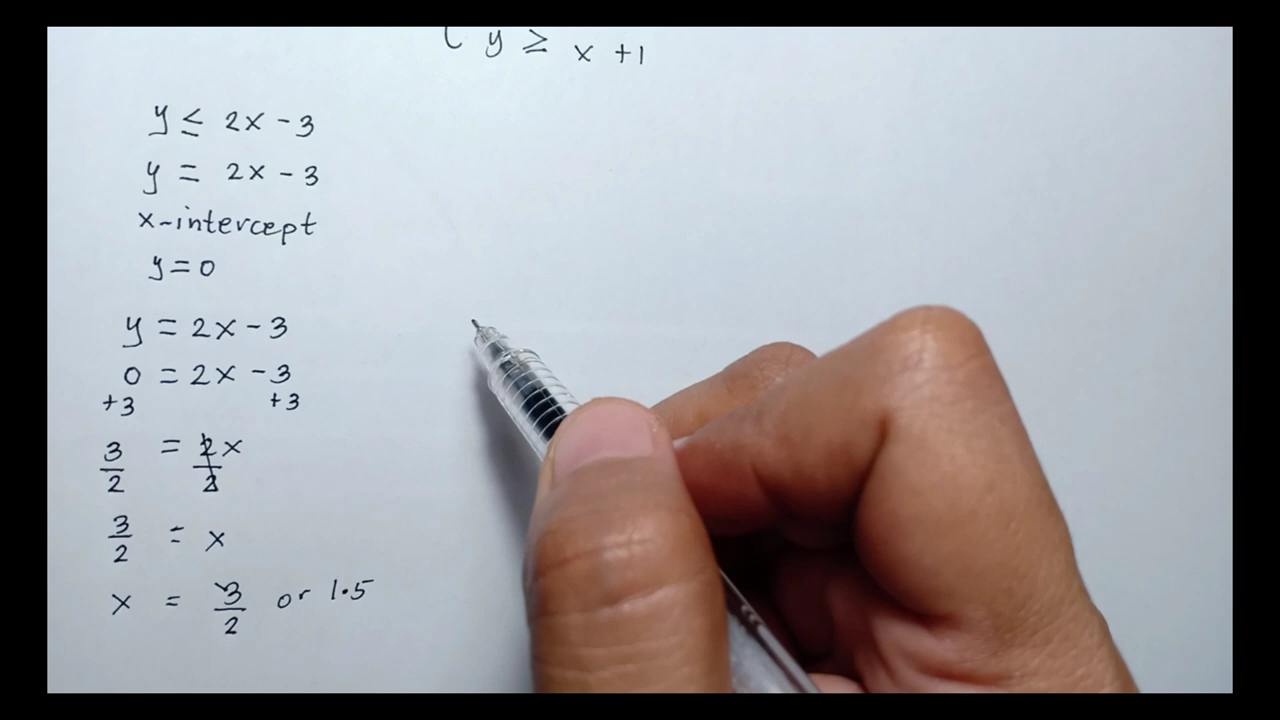 y ≥ x + 1
y ≤ 2x - 3
y = 2x - 3
x-intercept
y = 0
y = 2x - 3
0 = 2x - 3
+3 +3
3/2 = 2x/2
3/2 = x
x = 3/2 or 1.5